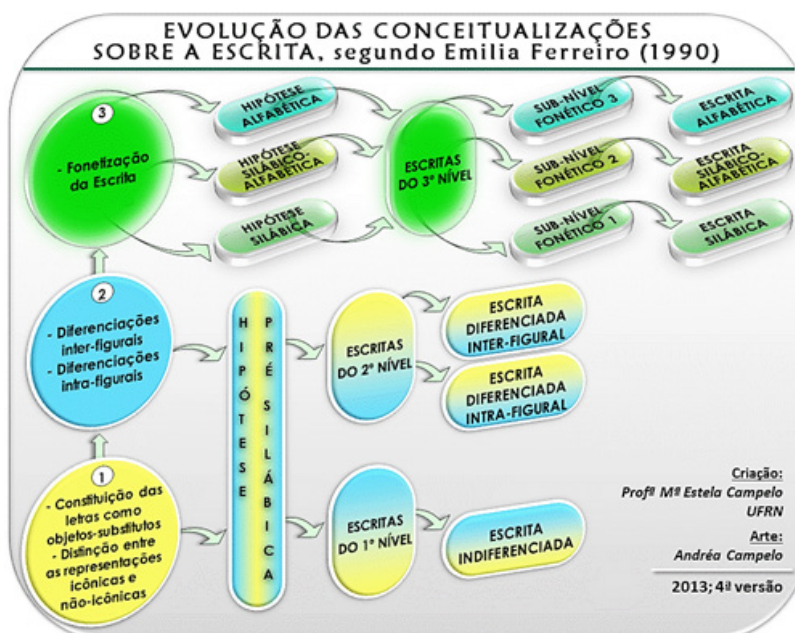 EVOLUÇÃO DAS CONCEITUALIZAÇÕES
SOBRE A ESCRITA, segundo Emilia Ferreiro (1990)
3
- Fonetização
da Escrita
HIPÓTESE
ALFABÉTICA
HIPÓTESE
SILÁBICO-
ALFABÉTICA
HIPÓTESE
SILÁBICA
ESCRITAS
DO 3º NÍVEL
SUB-NÍVEL
FONÉTICO 3
SUB-NÍVEL
FONÉTICO 2
SUB-NÍVEL
FONÉTICO 1
ESCRITA
ALFABÉTICA
ESCRITA
SILÁBICO-
ALFABÉTICA
ESCRITA
SILÁBICA
2
- Diferenciações
inter-figurais
- Diferenciações
intra-figurais
HIPÓTESE
PRÉ SILÁBICA
ESCRITAS
DO 2º NÍVEL
ESCRITA
DIFERENCIADA
INTER-FIGURAL
ESCRITA
DIFERENCIADA
INTRA-FIGURAL
1
- Constituição das
letras como
objetos-substitutos
- Distinção entre
as representações
icônicas e
não-icônicas
ESCRITAS
DO 1º NÍVEL
ESCRITA
INDIFERENCIADA
Criação:
Profª Mª Estela Campelo
UFRN
Arte:
Andréa Campelo
2013; 4ª versão